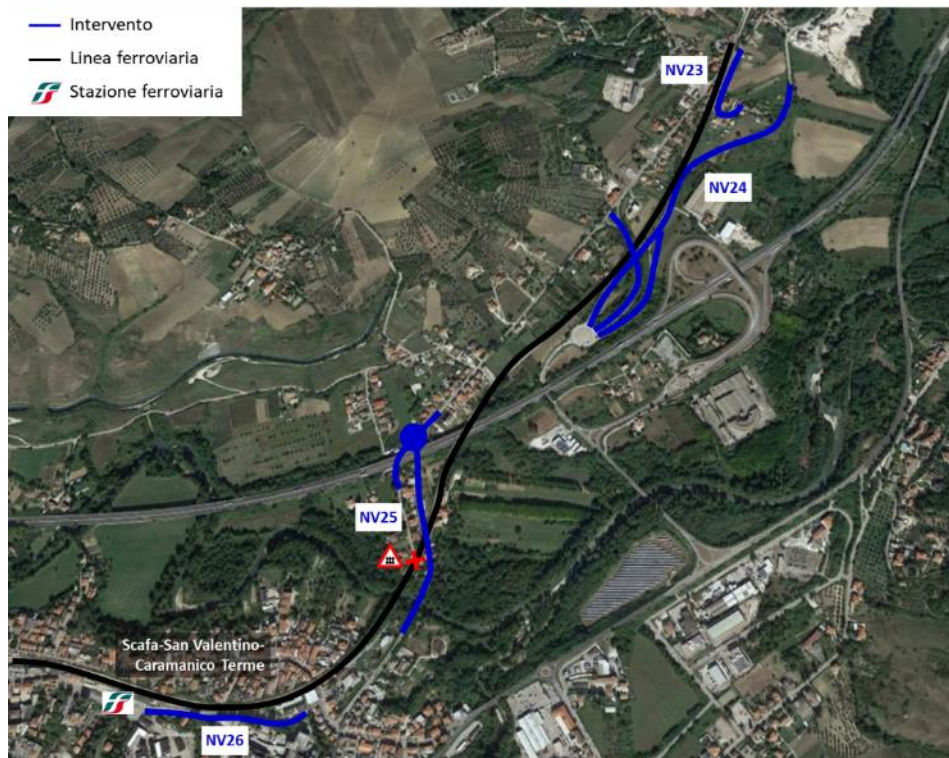 Intervento
Linea ferroviaria
Stazione ferroviaria
NV23
NV24
NV25
Scafa-San Valentino-
Caramanico Terme
NV26